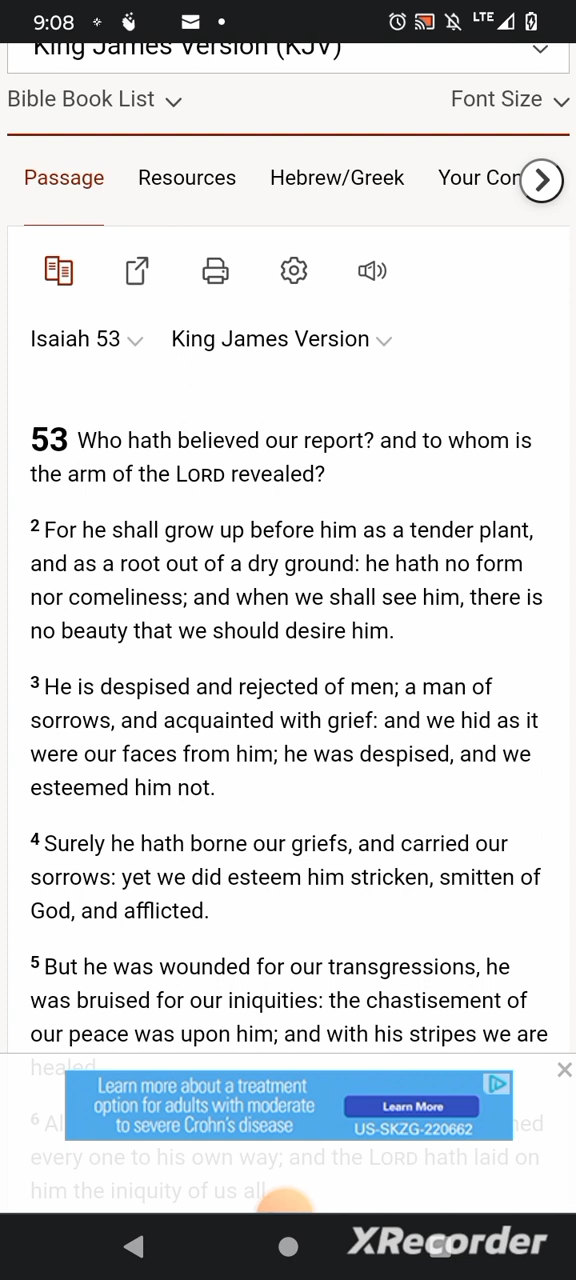 9:08 LTE
King James Version (KJV)
Bible Book List Font Size
Passage Resources Hebrew/Greek Your Con
Isaiah 53 King James Version
53 Who hath believed our report? and to whom is
the arm of the LORD revealed?
2 For he shall grow up before him as a tender plant,
and as a root out of a dry ground: he hath no form
nor comeliness; and when we shall see him, there is
no beauty that we should desire him.
3 He is despised and rejected of men; a man of
sorrows, and acquainted with grief: and we hid as it
were our faces from him; he was despised, and we
esteemed him not.
4 Surely he hath borne our griefs, and carried our
sorrows: yet we did esteem him stricken, smitten of
God, and afflicted.
5 But he was wounded for our transgressions, he
was bruised for our iniquities: the chastisement of
our peace was upon him; and with his stripes we are
healed
Learn more about a treatment
option for adults with moderate
to severe Crohn's disease
Learn More
US-SKZG-220662
6 Al ned
every one to his own way; and the LORD hath laid on
him the iniquity of us all
XRecorder